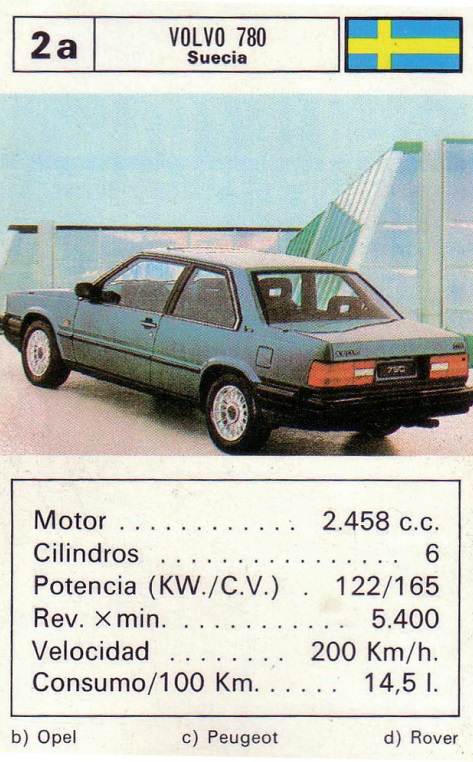 2a
VOLVO 780
Suecia
780
Motor . . . . . . . . . . . . . 2.458 c.c.
Cilindros . . . . . . . . . . . . . . . . . 6
Potencia (KW./C.V.) . 122/165
Rev. × min. . . . . . . . . . . . 5.400
Velocidad . . . . . . . . 200 Km/h.
Consumo/100 Km. . . . . . . 14,5 l.
b) Opel c) Peugeot d) Rover